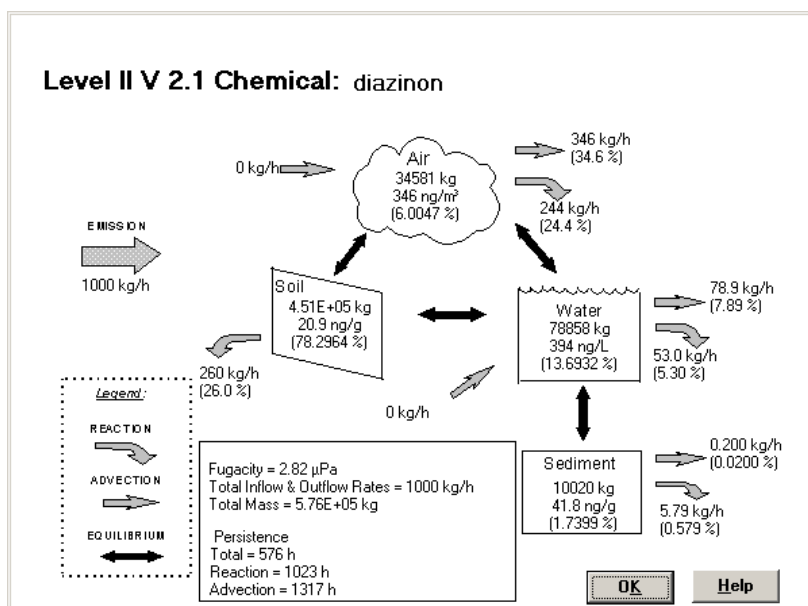 Level II V 2.1 Chemical: diazinon
0 kg/h
Air
34581 kg
346 ng/m³
(6.0047 %)
346 kg/h
(34.6 %)
244 kg/h
(24.4 %)
EMISSION
1000 kg/h
Soil
4.51E+05 kg
20.9 ng/g
(78.2964 %)
260 kg/h
(26.0 %)
Water
78858 kg
394 ng/L
(13.6932 %)
78.9 kg/h
(7.89 %)
53.0 kg/h
(5.30 %)
0 kg/h
Legend:
REACTION
ADVECTION
EQUILIBRIUM
Fugacity = 2.82 µPa
Total Inflow & Outflow Rates = 1000 kg/h
Total Mass = 5.76E+05 kg
Persistence
Total = 576 h
Reaction = 1023 h
Advection = 1317 h
Sediment
10020 kg
41.8 ng/g
(1.7399 %)
0.200 kg/h
(0.0200 %)
5.79 kg/h
(0.579 %)
OK
Help